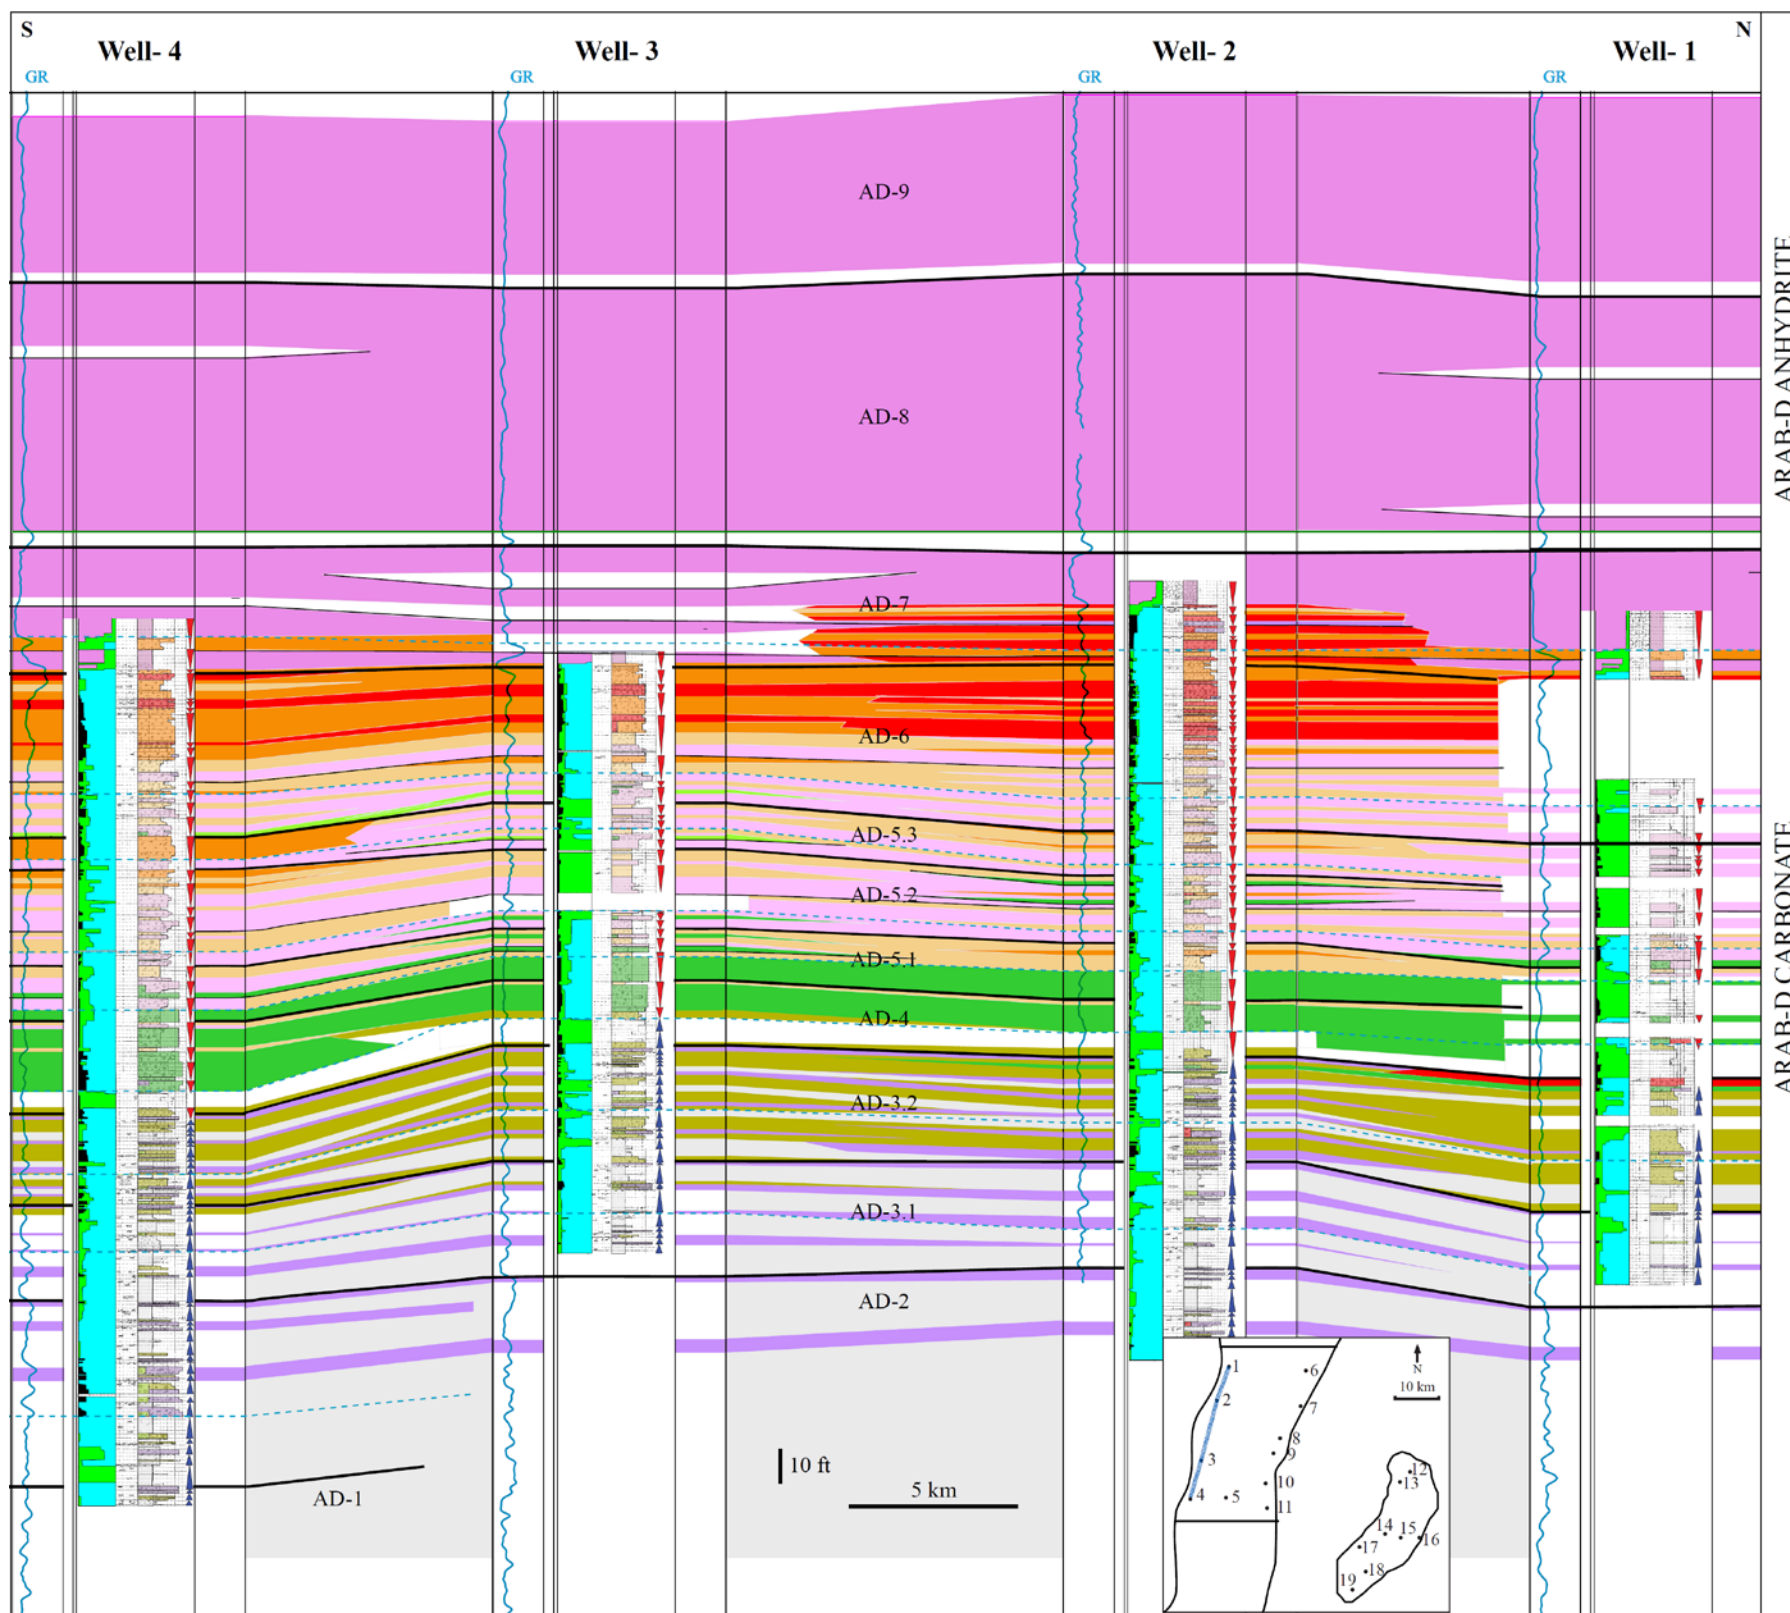 S
N
Well- 4
Well- 3
Well- 2
Well- 1
GR
GR
GR
GR
AD-9
AD-8
AD-7
AD-6
AD-5.3
AD-5.2
AD-5.1
AD-4
AD-3.2
AD-3.1
AD-2
AD-1
ARAB-D ANHYDRITE
ARAB-D CARBONATE
10 ft
5 km
N
10 km
1
2
3
4
5
6
7
8
9
10
11
12
13
14
15
16
17
18
19